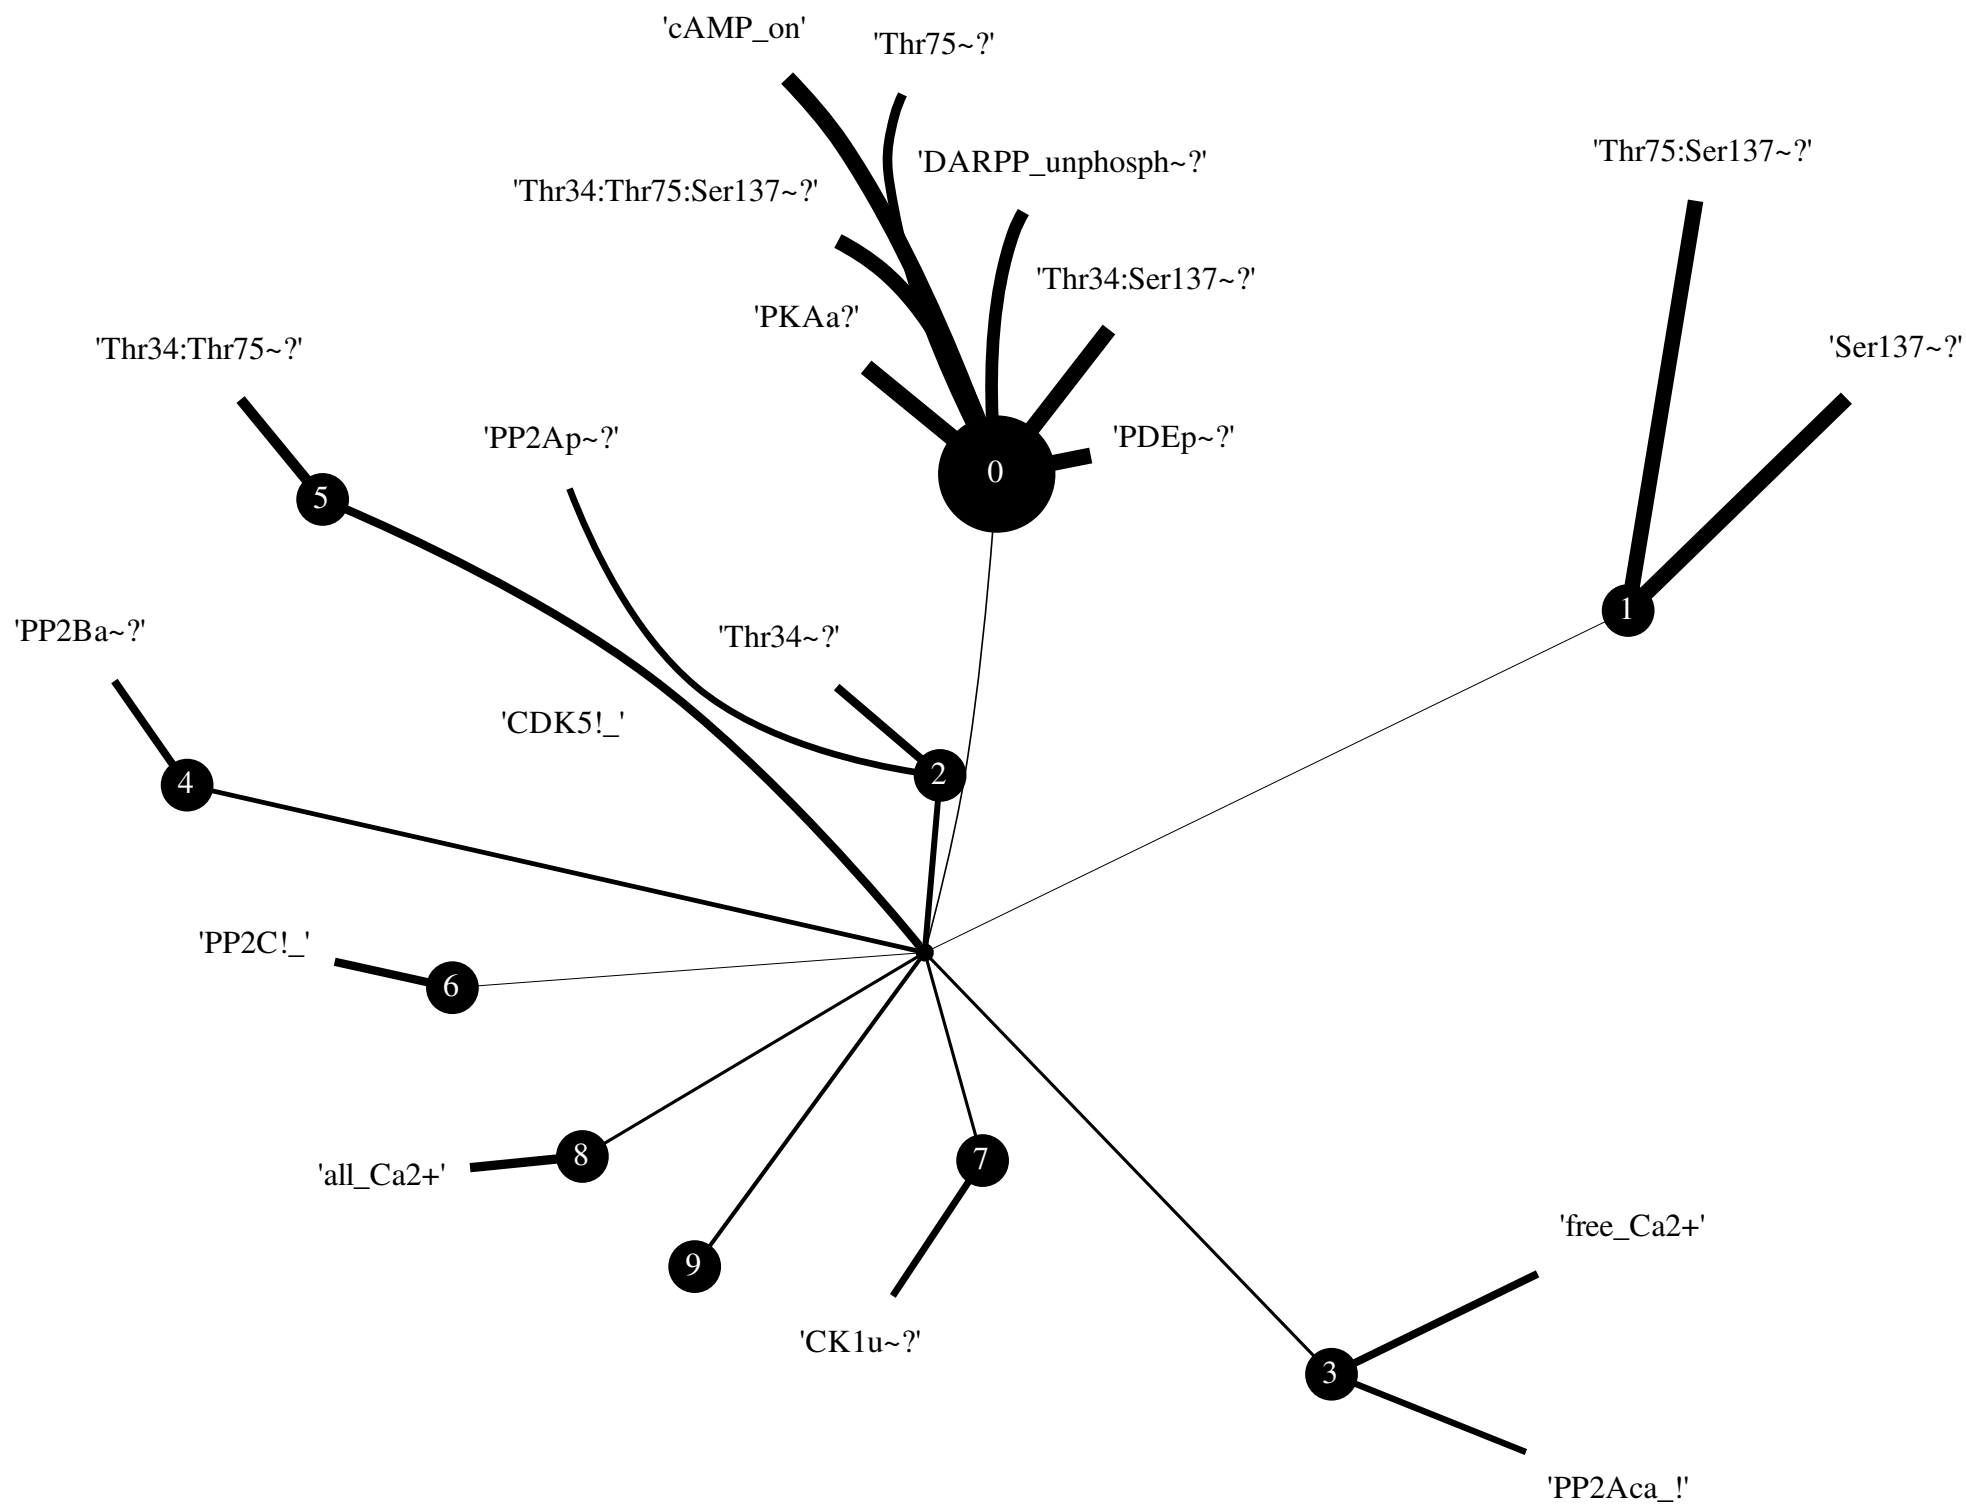 'cAMP_on'
'Thr75~?'
'Thr75:Ser137~?'
'DARPP_unphosph~?'
'Thr34:Thr75:Ser137~?'
'Thr34:Ser137~?'
'PKAa?'
'Thr34:Thr75~?'
'Ser137~?'
'PP2Ap~?'
'PDEp~?'
0
5
1
'PP2Ba~?'
'Thr34~?'
'CDK5!_'
2
4
'PP2C!_'
6
8
7
'all_Ca2+'
'free_Ca2+'
9
'CK1u~?'
3
'PP2Aca_!'